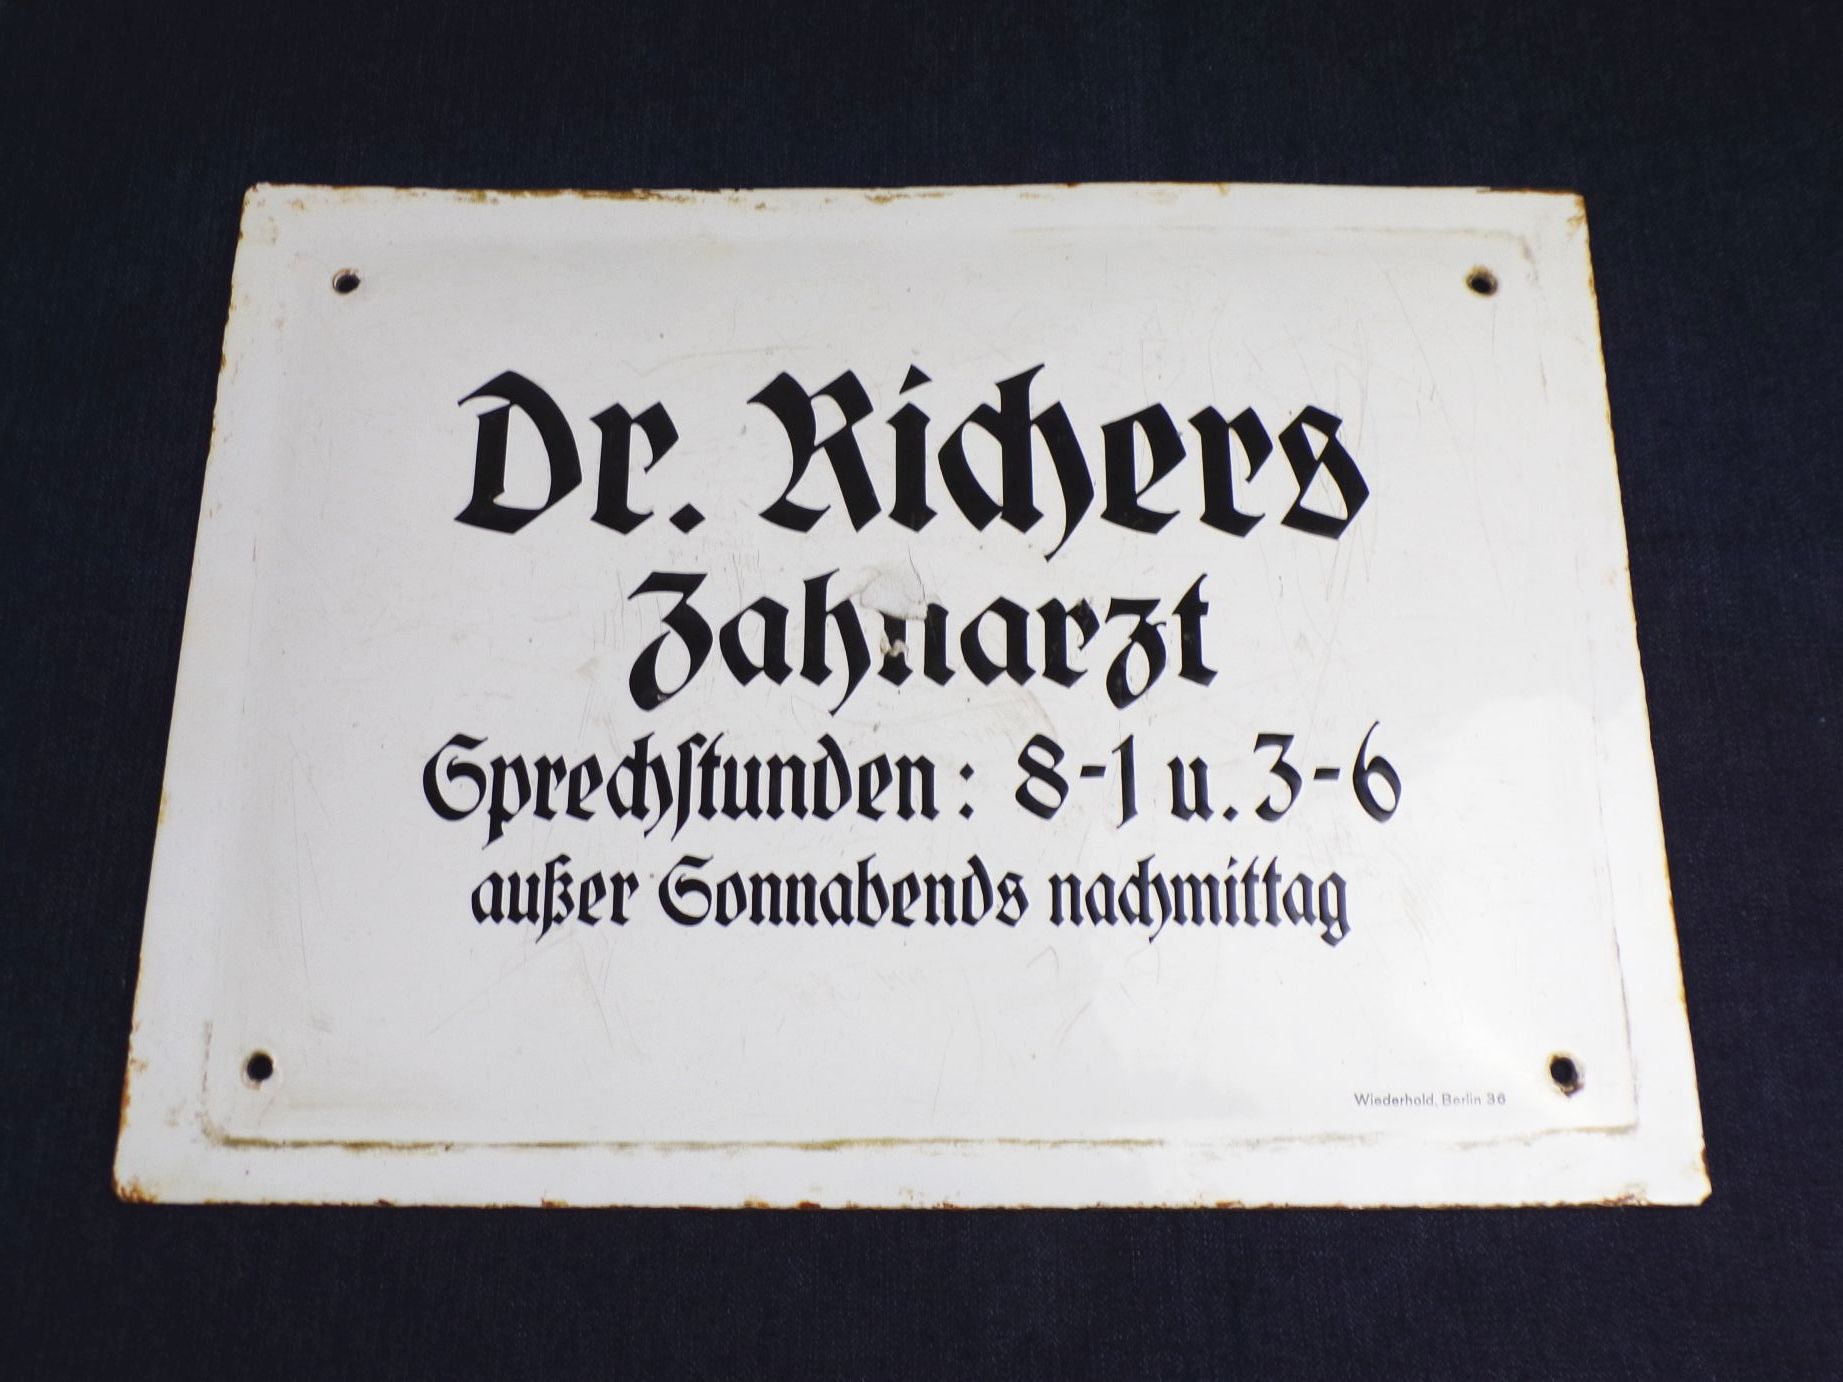 Dr. Richers
Zahnarzt
Sprechſtunden: 8-1 u. 3-6
außer Sonnabends nachmittag
Wiederhold, Berlin 36